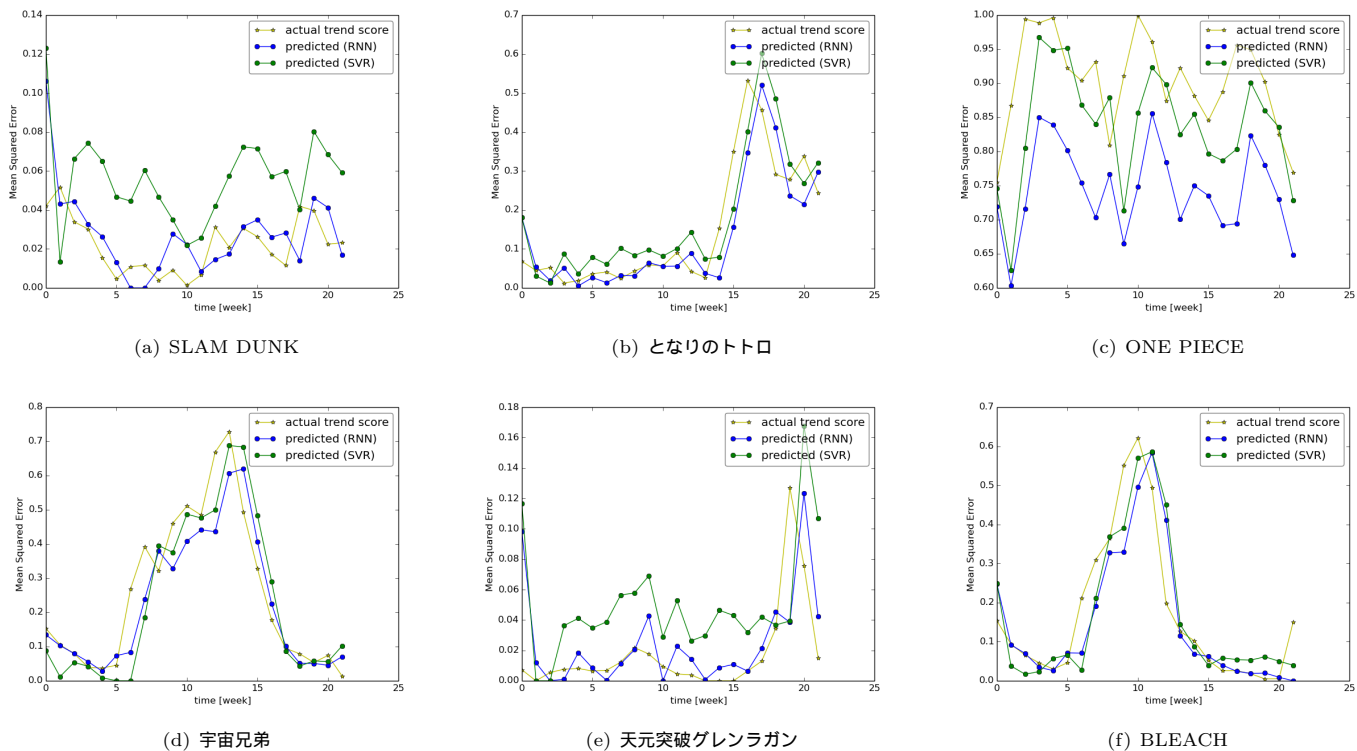 0.14
0.12
0.10
0.08
0.06
0.04
0.02
0.00
Mean Squared Error
0
5
10
15
20
25
time [week]
actual trend score
predicted (RNN)
predicted (SVR)
(a) SLAM DUNK
0.7
0.6
0.5
0.4
0.3
0.2
0.1
0.0
Mean Squared Error
0
5
10
15
20
25
time [week]
actual trend score
predicted (RNN)
predicted (SVR)
(b) となりのトトロ
1.00
0.95
0.90
0.85
0.80
0.75
0.70
0.65
0.60
Mean Squared Error
0
5
10
15
20
25
time [week]
actual trend score
predicted (RNN)
predicted (SVR)
(c) ONE PIECE
0.8
0.7
0.6
0.5
0.4
0.3
0.2
0.1
0.0
Mean Squared Error
0
5
10
15
20
25
time [week]
actual trend score
predicted (RNN)
predicted (SVR)
(d) 宇宙兄弟
0.18
0.16
0.14
0.12
0.10
0.08
0.06
0.04
0.02
0.00
Mean Squared Error
0
5
10
15
20
25
time [week]
actual trend score
predicted (RNN)
predicted (SVR)
(e) 天元突破グレンラガン
0.7
0.6
0.5
0.4
0.3
0.2
0.1
0.0
Mean Squared Error
0
5
10
15
20
25
time [week]
actual trend score
predicted (RNN)
predicted (SVR)
(f) BLEACH